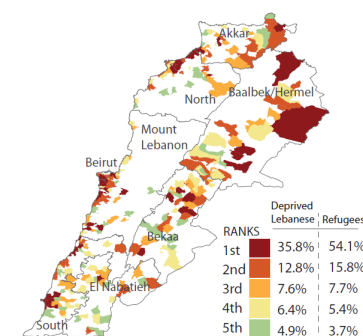 Akkar
North
Baalbek/Hermel
Mount
Lebanon
Beirut
Bekaa
El Nabatieh
South
Deprived
Lebanese Refugees
RANKS
1st 35.8% 54.1%
2nd 12.8% 15.8%
3rd 7.6% 7.7%
4th 6.4% 5.4%
5th 4.9% 3.7%